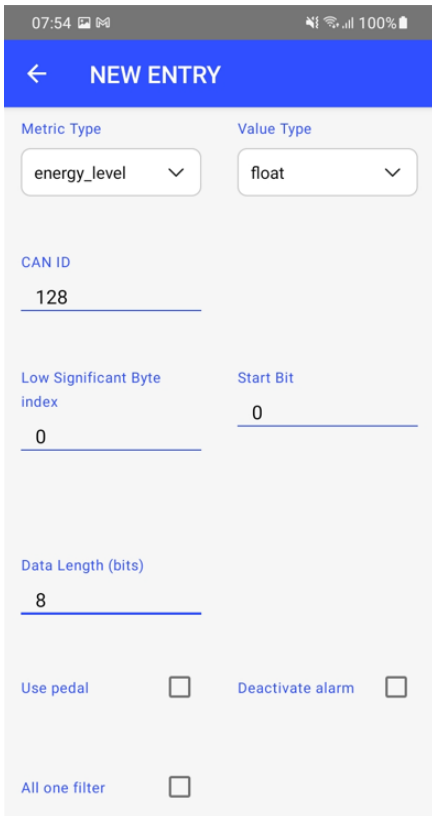 07:54 100%
NEW ENTRY
Metric Type Value Type
energy_level float
CAN ID
128
Low Significant Byte Start Bit
index
0 0
Data Length (bits)
8
Use pedal Deactivate alarm
All one filter